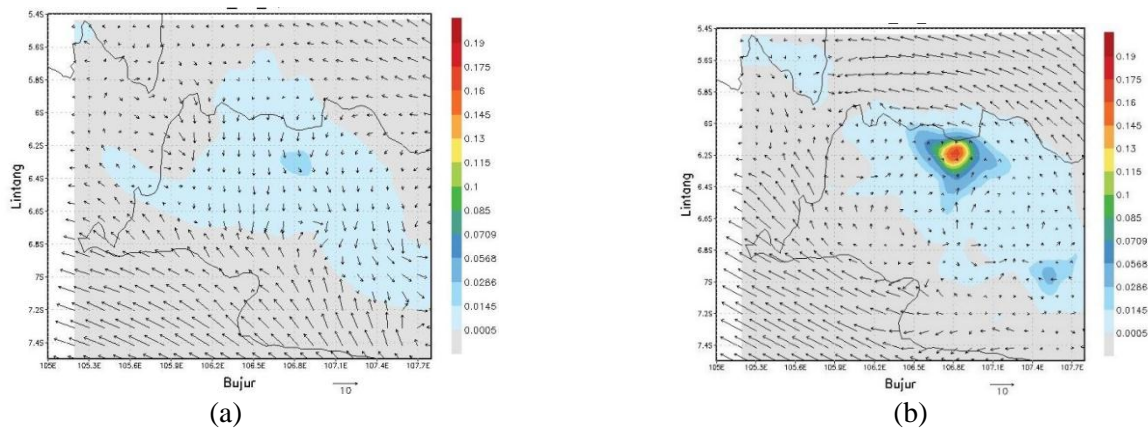 5.4S
5.6S
5.8S
6S
6.2S
6.4S
6.6S
6.8S
7S
7.2S
7.4S
Lintang
105E
105.3E
105.6E
105.9E
106.2E
106.5E
106.8E
107.1E
107.4E
107.7E
Bujur
10
0.19
0.175
0.16
0.145
0.13
0.115
0.1
0.085
0.0709
0.0568
0.0286
0.0145
0.0005
(a)
5.4S
5.6S
5.8S
6S
6.2S
6.4S
6.6S
6.8S
7S
7.2S
7.4S
Lintang
105E
105.3E
105.6E
105.9E
106.2E
106.5E
106.8E
107.1E
107.4E
107.7E
Bujur
10
0.19
0.175
0.16
0.145
0.13
0.115
0.1
0.085
0.0709
0.0568
0.0286
0.0145
0.0005
(b)